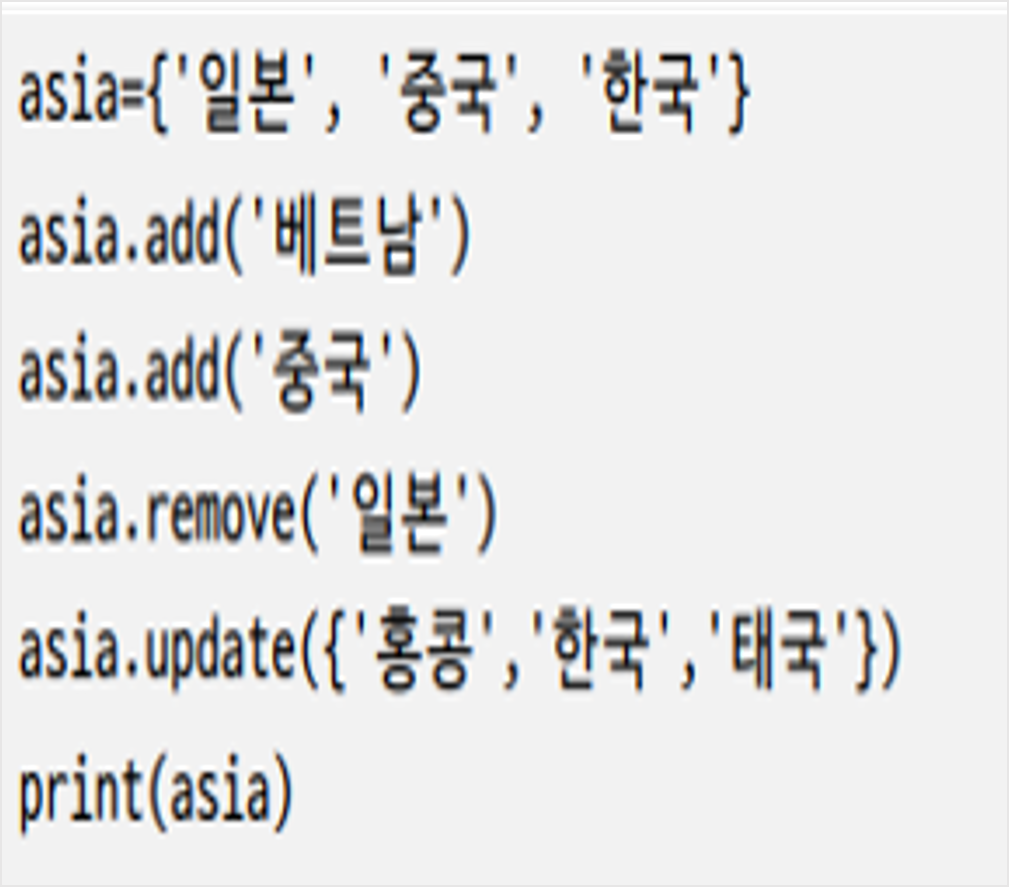 asia={'일본', '중국', '한국'}
asia.add('베트남')
asia.add('중국')
asia.remove('일본')
asia.update({'홍콩','한국','태국'})
print(asia)